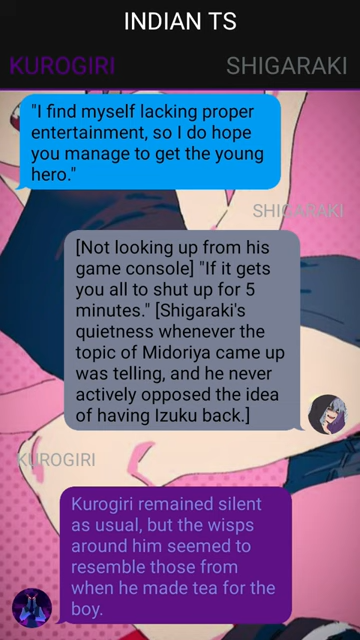 INDIAN TS
KUROGIRI
SHIGARAKI
"I find myself lacking proper
entertainment, so I do hope
you manage to get the young
hero."
SHIGARAKI
[Not looking up from his
game console] "If it gets
you all to shut up for 5
minutes." [Shigaraki's
quietness whenever the
topic of Midoriya came up
was telling, and he never
actively opposed the idea
of having Izuku back.]
KUROGIRI
Kurogiri remained silent
as usual, but the wisps
around him seemed to
resemble those from
when he made tea for the
boy.